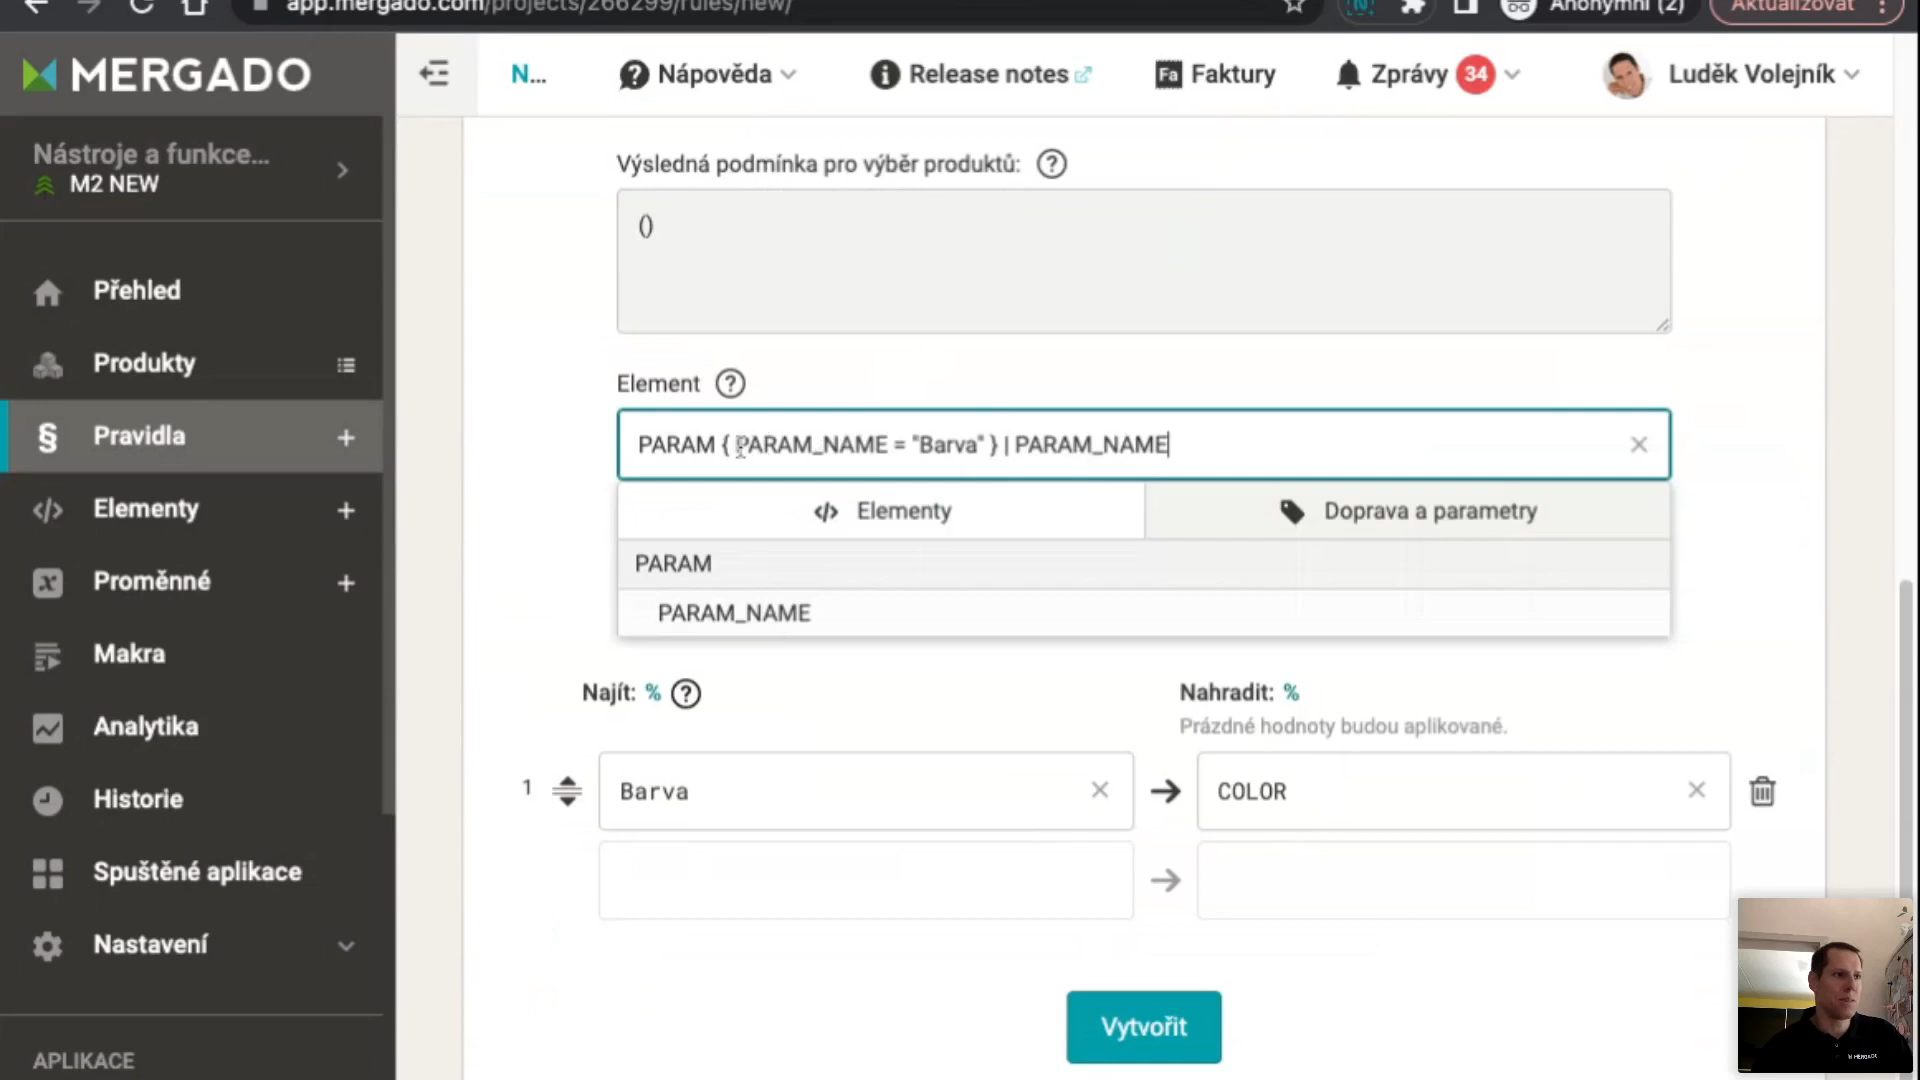 app.mergado.com/projects/266299/rules/new/
Anonymní (2)
Aktualizovat
MERGADO
N...
Nápověda
Release notes
Fa Faktury
Zprávy 34
Luděk Volejník
Nástroje a funkce...
M2 NEW
Přehled
Produkty
Pravidla
Elementy
Proměnné
Makra
Analytika
Historie
Spuštěné aplikace
Nastavení
APLIKACE
Výsledná podmínka pro výběr produktů: ?
()
Element ?
PARAM { PARAM_NAME = "Barva" } | PARAM_NAME
</> Elementy
Doprava a parametry
PARAM
PARAM_NAME
Najít: % ?
Nahradit: %
Prázdné hodnoty budou aplikované.
1
Barva
COLOR
Vytvořit
MERGADO